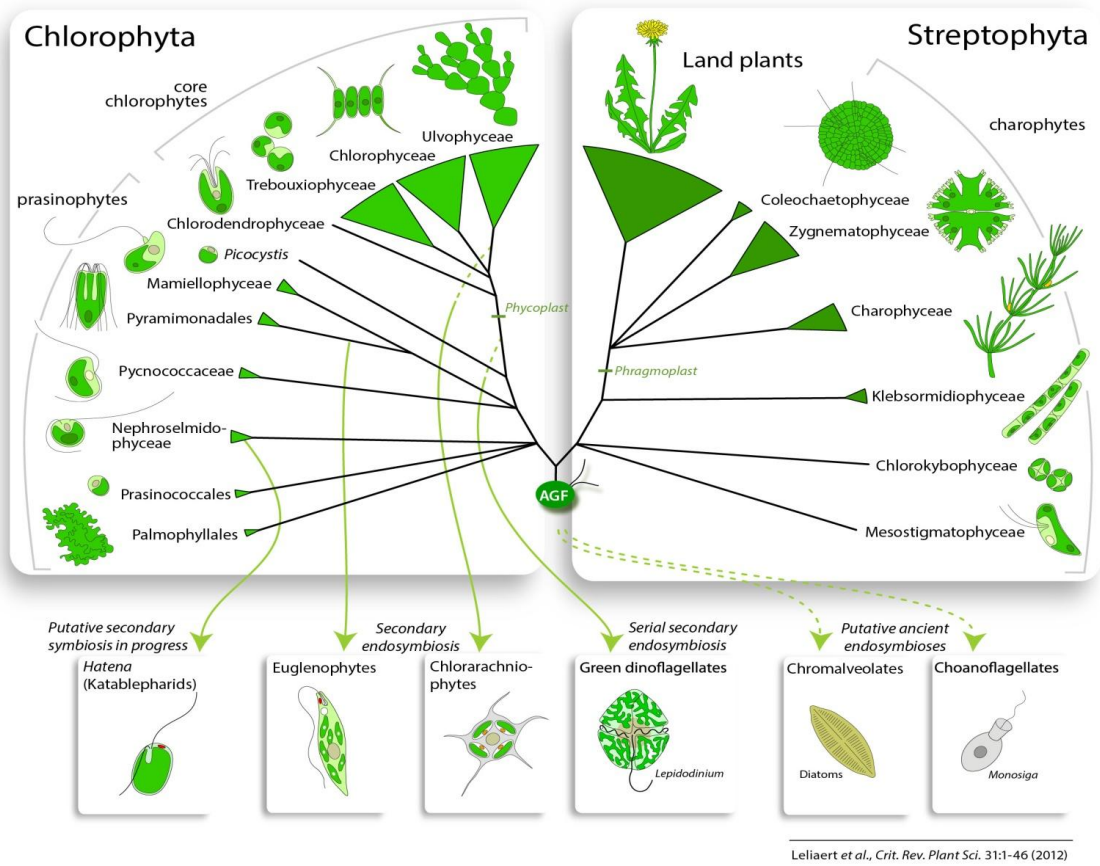 Chlorophyta
core
chlorophytes
prasinophytes
Ulvophyceae
Chlorophyceae
Trebouxiophyceae
Chlorodendrophyceae
Picocystis
Mamiellophyceae
Pyramimonadales
Pycnococcaceae
Nephroselmido-
phyceae
Prasinococcales
Palmophyllales
Phycoplast
AGF
Streptophyta
Land plants
charophytes
Coleochaetophyceae
Zygnematophyceae
Charophyceae
Phragmoplast
Klebsormidiophyceae
Chlorokybophyceae
Mesostigmatophyceae
Putative secondary
symbiosis in progress
Secondary
endosymbiosis
Serial secondary
endosymbiosis
Putative ancient
endosymbioses
Hatena
(Katablepharids)
Euglenophytes
Chlorarachnio-
phytes
Green dinoflagellates
Lepidodinium
Chromalveolates
Diatoms
Choanoflagellates
Monosiga
Leliaert et al., Crit. Rev. Plant Sci. 31:1-46 (2012)